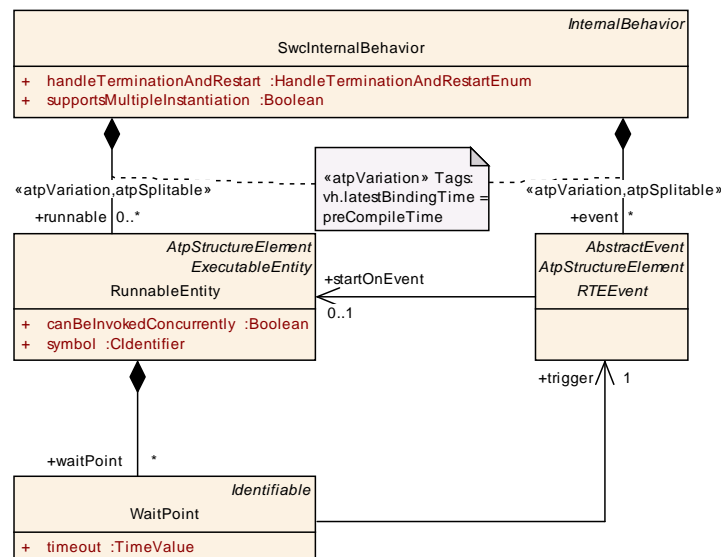 InternalBehavior
SwcInternalBehavior
+ handleTerminationAndRestart :HandleTerminationAndRestartEnum
+ supportsMultipleInstantiation :Boolean
«atpVariation» Tags:
vh.latestBindingTime =
preCompileTime
«atpVariation,atpSplitable»
«atpVariation,atpSplitable»
+runnable 0..*
+event *
AtpStructureElement
ExecutableEntity
RunnableEntity
+ canBeInvokedConcurrently :Boolean
+ symbol :CIdentifier
+startOnEvent
0..1
AbstractEvent
AtpStructureElement
RTEEvent
+trigger 1
+waitPoint *
Identifiable
WaitPoint
+ timeout :TimeValue